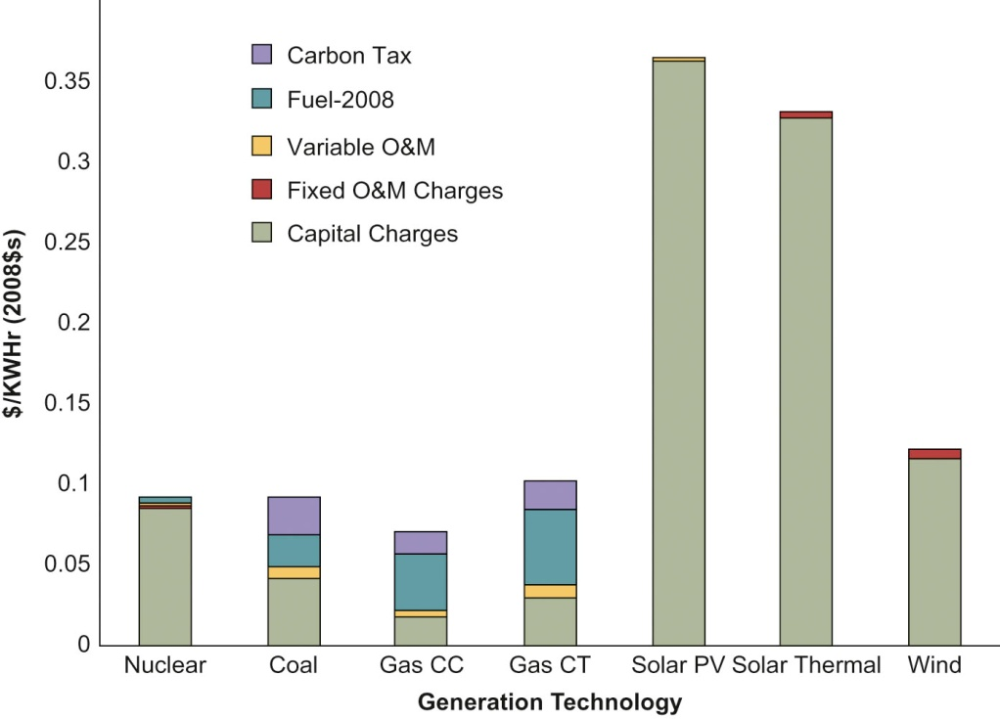 Carbon Tax
Fuel-2008
Variable O&M
Fixed O&M Charges
Capital Charges
$/KWHr (2008$s)
0.35
0.3
0.25
0.2
0.15
0.1
0.05
0
Nuclear Coal Gas CC Gas CT Solar PV Solar Thermal Wind
Generation Technology